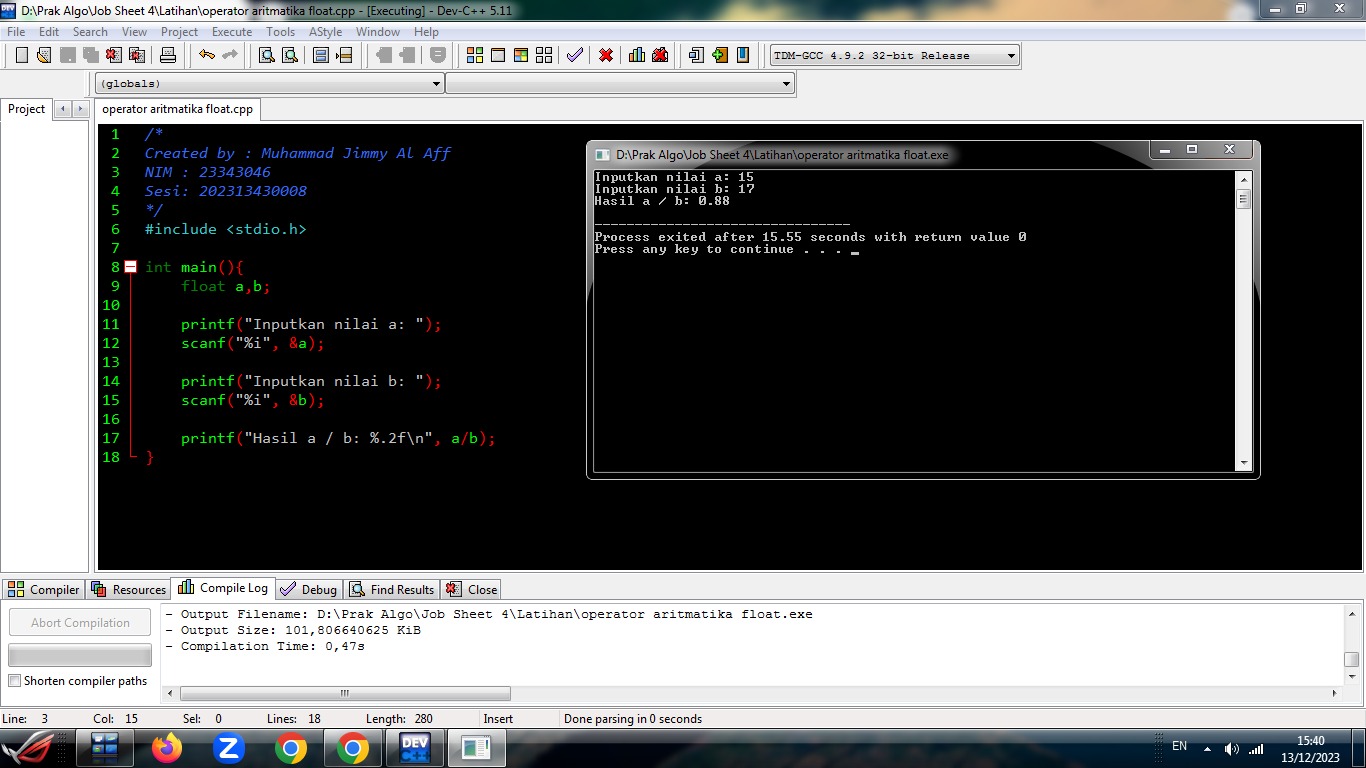 D:\Prak Algo\Job Sheet 4\Latihan\operator aritmatika float.cpp - [Executing] - Dev-C++ 5.11
File Edit Search View Project Execute Tools AStyle Window Help
TDM-GCC 4.9.2 32-bit Release
(globals)
Project
operator aritmatika float.cpp
1 /*
2 Created by : Muhammad Jimmy Al Aff
3 NIM : 23343046
4 Sesi: 202313430008
5 */
6 #include <stdio.h>
7
8 int main(){
9 float a,b;
10
11 printf("Inputkan nilai a: ");
12 scanf("%i", &a);
13
14 printf("Inputkan nilai b: ");
15 scanf("%i", &b);
16
17 printf("Hasil a / b: %.2f\n", a/b);
18 }
D:\Prak Algo\Job Sheet 4\Latihan\operator aritmatika float.exe
Inputkan nilai a: 15
Inputkan nilai b: 17
Hasil a / b: 0.88
--------------------------------
Process exited after 15.55 seconds with return value 0
Press any key to continue . . . _
Compiler Resources Compile Log Debug Find Results Close
Abort Compilation
Shorten compiler paths
- Output Filename: D:\Prak Algo\Job Sheet 4\Latihan\operator aritmatika float.exe
- Output Size: 101,806640625 KiB
- Compilation Time: 0,47s
Line: 3 Col: 15 Sel: 0 Lines: 18 Length: 280 Insert Done parsing in 0 seconds
DEV C++
EN
15:40
13/12/2023